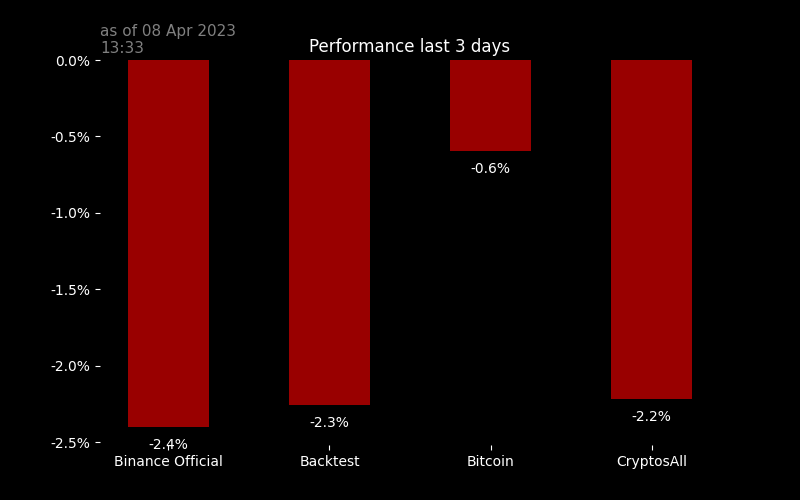 as of 08 Apr 2023
13:33
Performance last 3 days
0.0%
-0.5%
-1.0%
-1.5%
-2.0%
-2.5%
-2.4%
-2.3%
-0.6%
-2.2%
Binance Official
Backtest
Bitcoin
CryptosAll